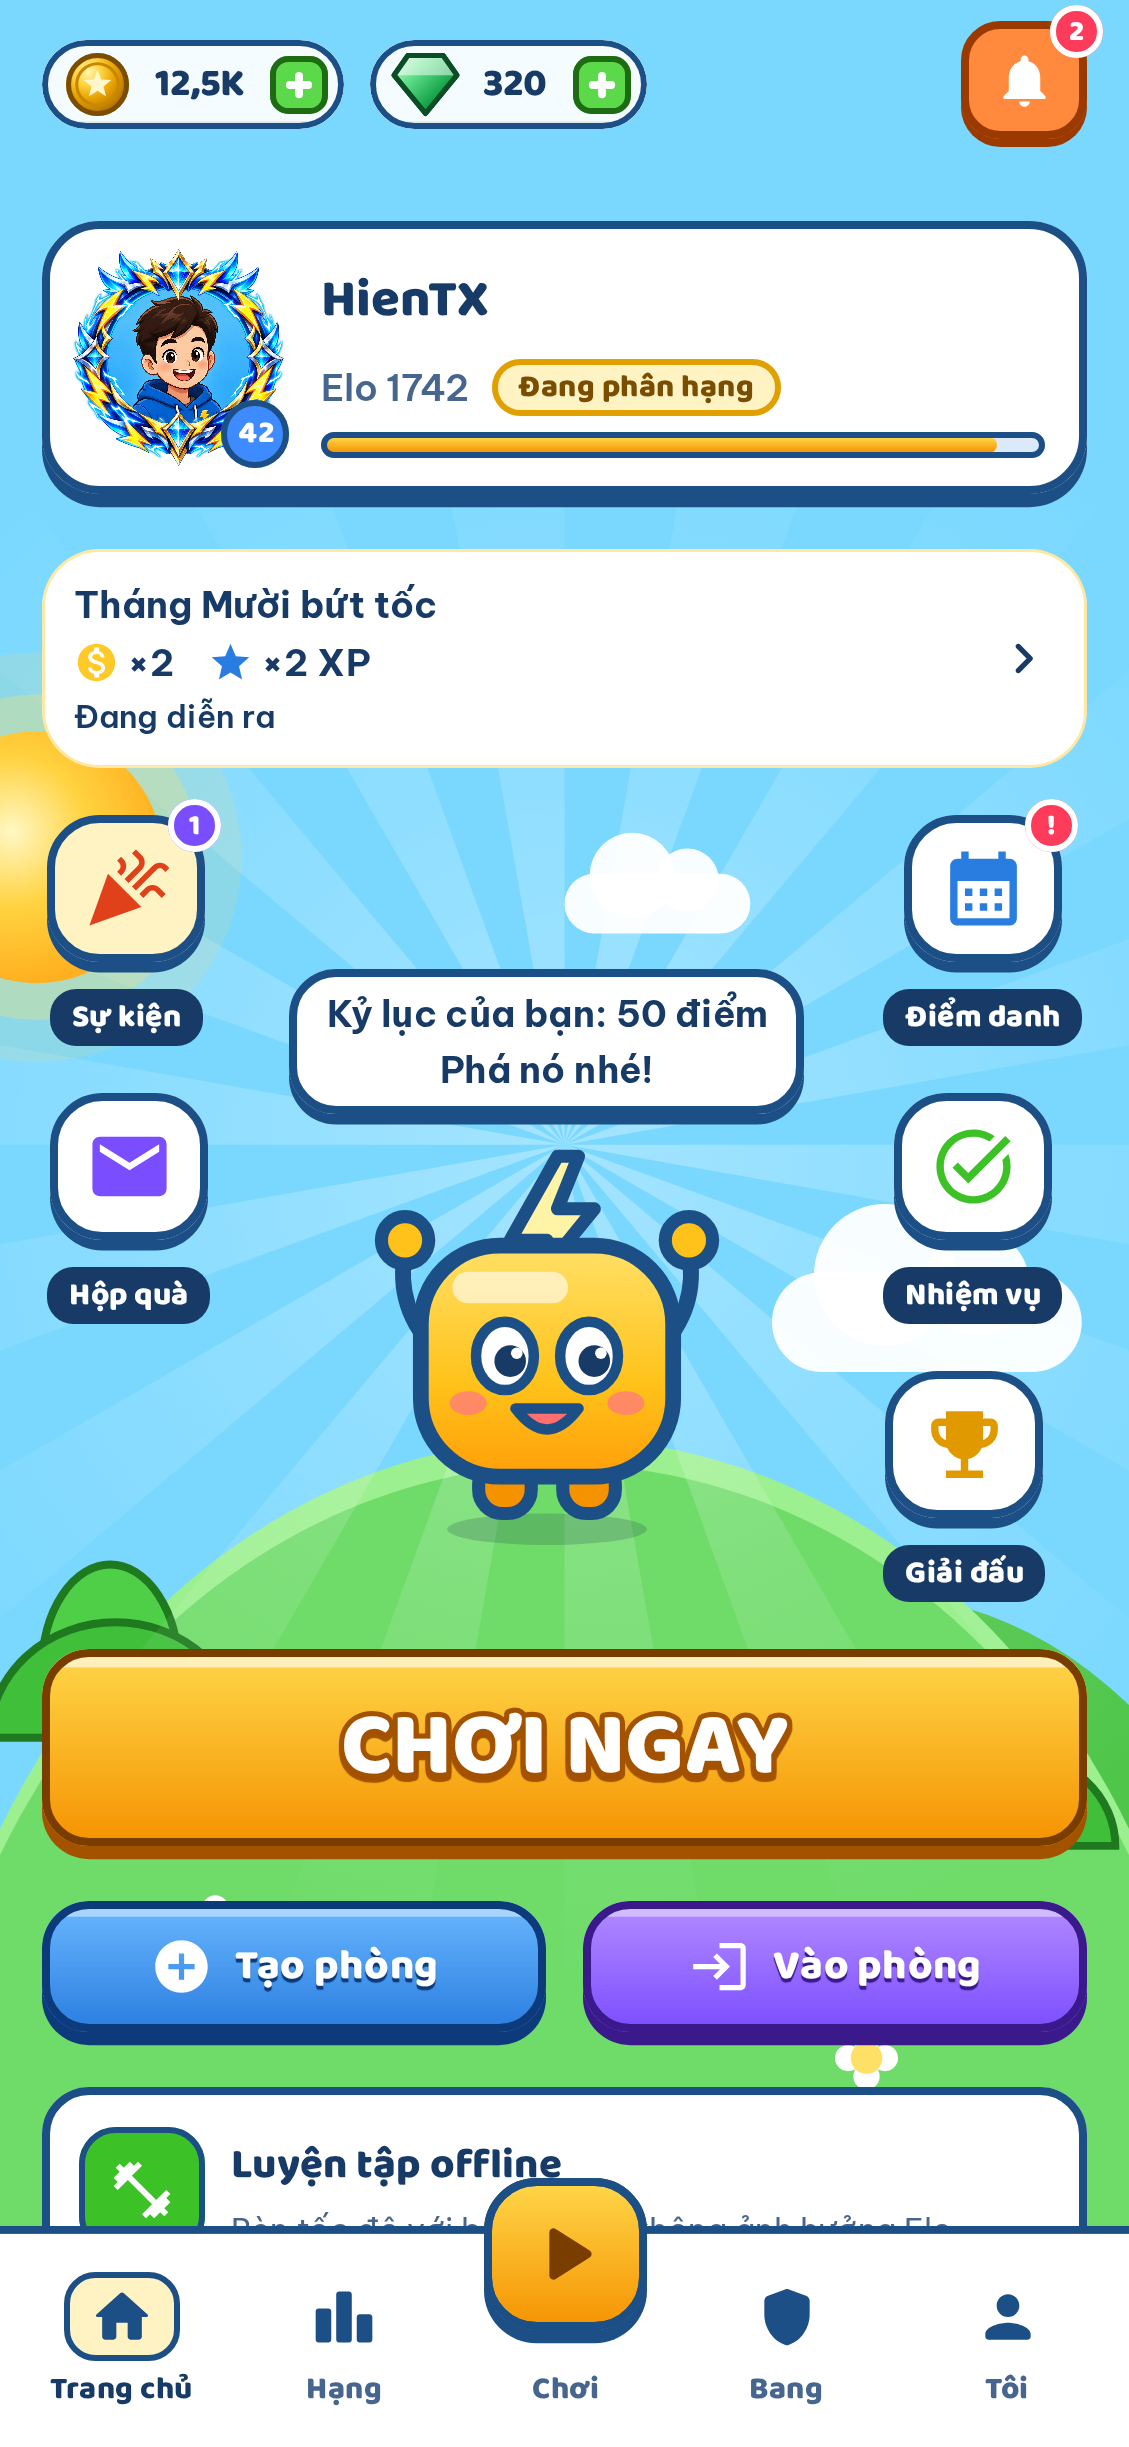 12,5K
320
2
HienTX
Elo 1742
Đang phân hạng
42
Tháng Mười bứt tốc
×2
×2 XP
Đang diễn ra
1
!
Sự kiện
Điểm danh
Kỷ lục của bạn: 50 điểm
Phá nó nhé!
Hộp quà
Nhiệm vụ
Giải đấu
CHƠI NGAY
Tạo phòng
Vào phòng
Luyện tập offline
Trang chủ
Hạng
Chơi
Bang
Tôi